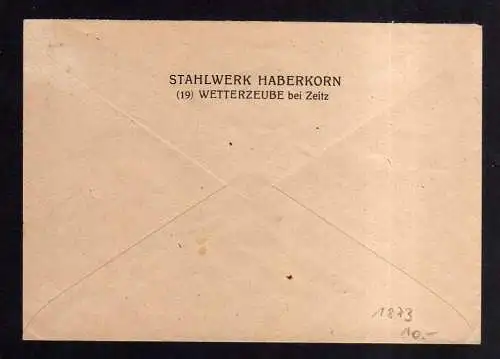 STAHLWERK HABERKORN
(19) WETTERZEUBE bei Zeitz
1873
10.-